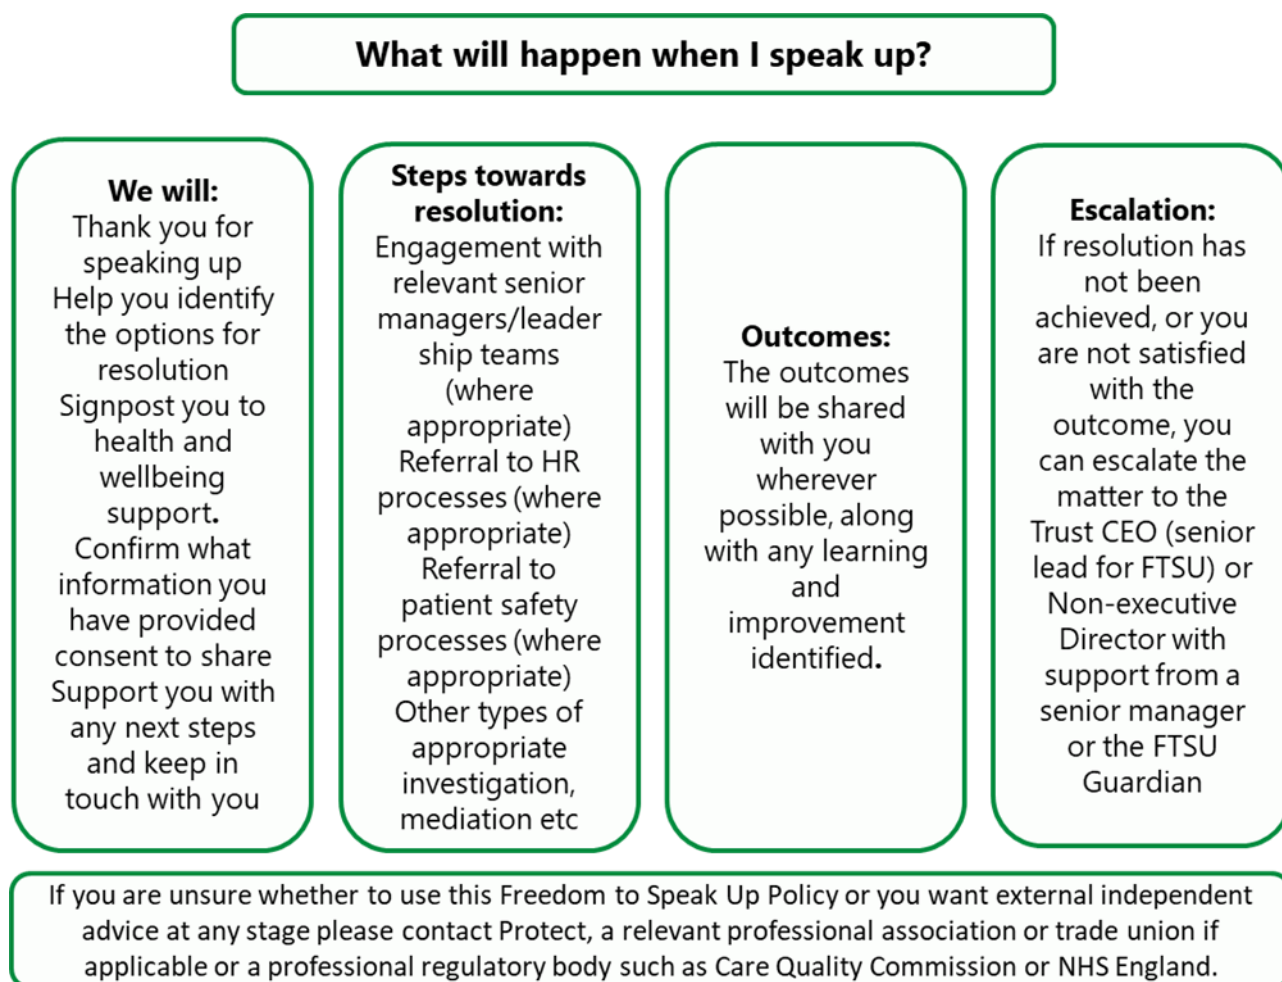 What will happen when I speak up?
We will:
Thank you for
speaking up
Help you identify
the options for
resolution
Signpost you to
health and
wellbeing
support.
Confirm what
information you
have provided
consent to share
Support you with
any next steps
and keep in
touch with you
Steps towards
resolution:
Engagement with
relevant senior
managers/leader
ship teams
(where
appropriate)
Referral to HR
processes (where
appropriate)
Referral to
patient safety
processes (where
appropriate)
Other types of
appropriate
investigation,
mediation etc
Outcomes:
The outcomes
will be shared
with you
wherever
possible, along
with any learning
and
improvement
identified.
Escalation:
If resolution has
not been
achieved, or you
are not satisfied
with the
outcome, you
can escalate the
matter to the
Trust CEO (senior
lead for FTSU) or
Non-executive
Director with
support from a
senior manager
or the FTSU
Guardian
If you are unsure whether to use this Freedom to Speak Up Policy or you want external independent
advice at any stage please contact Protect, a relevant professional association or trade union if
applicable or a professional regulatory body such as Care Quality Commission or NHS England.